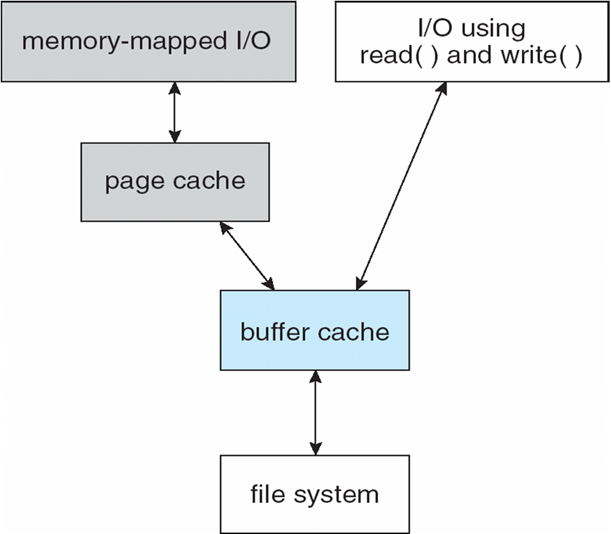 memory-mapped I/O
I/O using
read( ) and write( )
page cache
buffer cache
file system